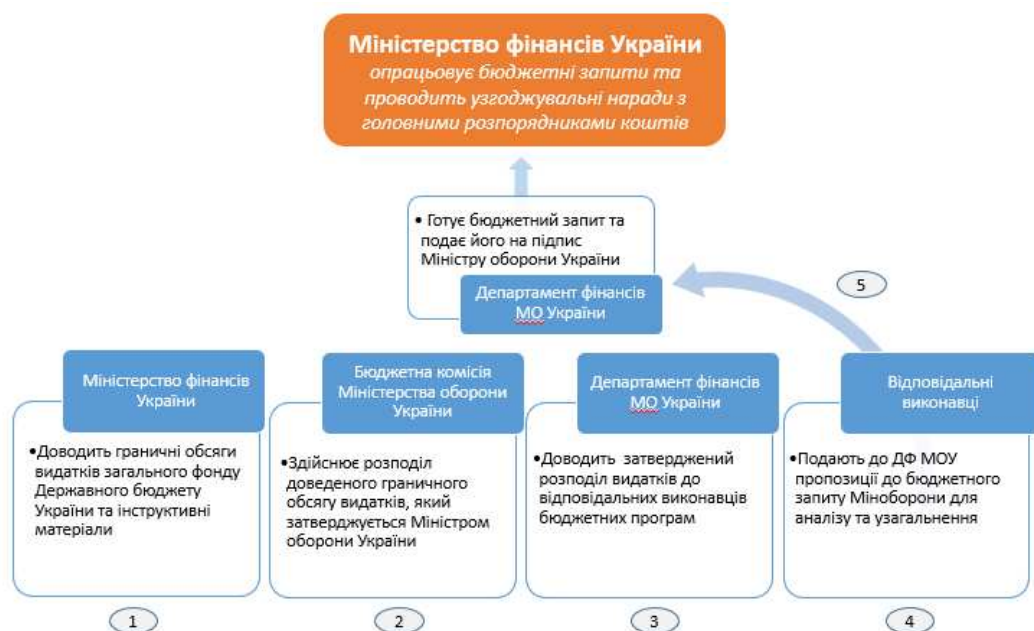 Міністерство фінансів України
опрацьовує бюджетні запити та
проводить узгоджувальні наради з
головними розпорядниками коштів
• Готує бюджетний запит та
подає його на підпис
Міністру оборони України
Департамент фінансів
МО України
5
Міністерство фінансів
України
•Доводить граничні обсяги
видатків загального фонду
Державного бюджету
України та інструктивні
матеріали
1
Бюджетна комісія
Міністерства оборони
України
•Здійснює розподіл
доведеного граничного
обсягу видатків, який
затверджується Міністром
оборони України
2
Департамент фінансів
МО України
•Доводить затверджений
розподіл видатків до
відповідальних виконавців
бюджетних програм
3
Відповідальні
виконавці
•Подають до ДФ МОУ
пропозиції до бюджетного
запиту Міноборони для
аналізу та узагальнення
4